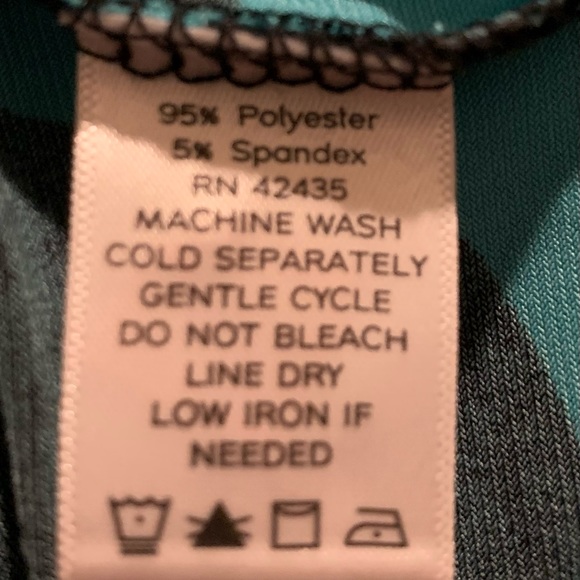 95% Polyester
5% Spandex
RN 42435
MACHINE WASH
COLD SEPARATELY
GENTLE CYCLE
DO NOT BLEACH
LINE DRY
LOW IRON IF
NEEDED